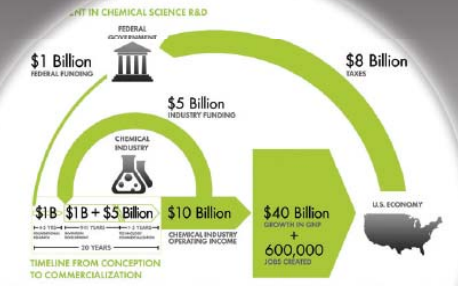 ENT IN CHEMICAL SCIENCE R&D
FEDERAL
GOVERNMENT
$1 Billion
FEDERAL FUNDING
$8 Billion
TAXES
$5 Billion
INDUSTRY FUNDING
CHEMICAL
INDUSTRY
$1B
$1B + $5 Billion
$10 Billion
CHEMICAL INDUSTRY
OPERATING INCOME
$40 Billion
GROWTH IN GNP
+
600,000
JOBS CREATED
U.S. ECONOMY
20 YEARS
TIMELINE FROM CONCEPTION
TO COMMERCIALIZATION